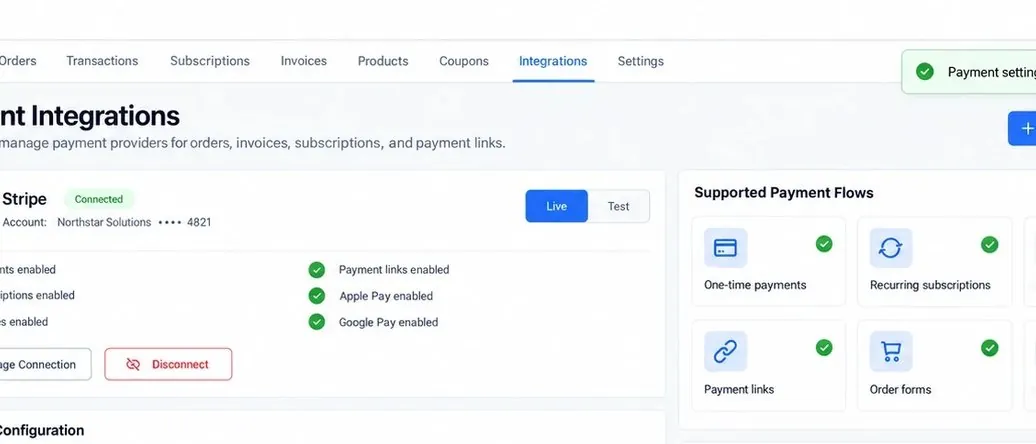 Orders Transactions Subscriptions Invoices Products Coupons Integrations Settings
Payment setting
nt Integrations
manage payment providers for orders, invoices, subscriptions, and payment links.
Stripe Connected
Account: Northstar Solutions •••• 4821
Live Test
nts enabled
Payment links enabled
iptions enabled
Apple Pay enabled
s enabled
Google Pay enabled
age Connection
Disconnect
Configuration
Supported Payment Flows
One-time payments
Recurring subscriptions
Payment links
Order forms